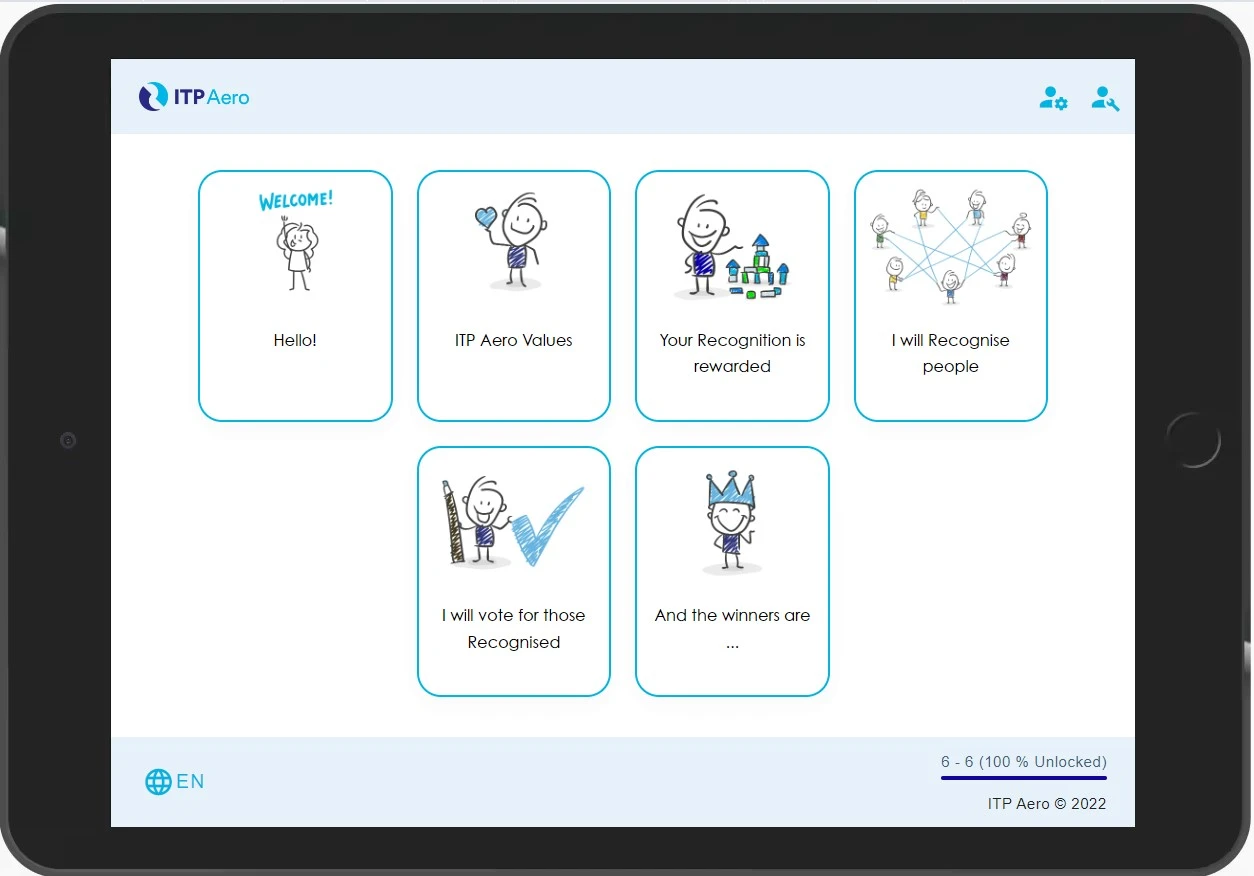 ITP Aero
WELCOME!
Hello!
ITP Aero Values
Your Recognition is
rewarded
I will Recognise
people
I will vote for those
Recognised
And the winners are
...
EN
6 - 6 (100 % Unlocked)
ITP Aero © 2022